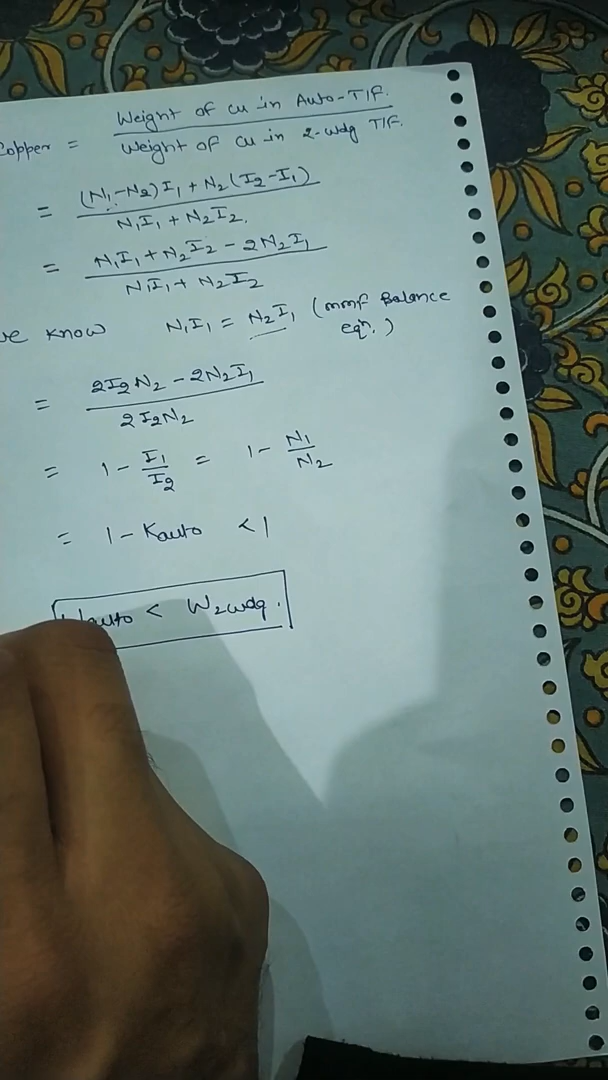 Weight of cu in Auto-T/F.
Copper = Weight of cu in 2-wdg T/F.
= (N1-N2)I1 + N2(I2-I1)
N1I1 + N2I2.
= N1I1 + N2I2 - 2N2I1
N1I1 + N2I2
we know N1I1 = N2I1 (mmf Balance
eqn.)
= 2I2N2 - 2N2I1
2I2N2
= 1 - I1/I2 = 1 - N1/N2
= 1 - Kauto < 1
Wauto < W2wdg.